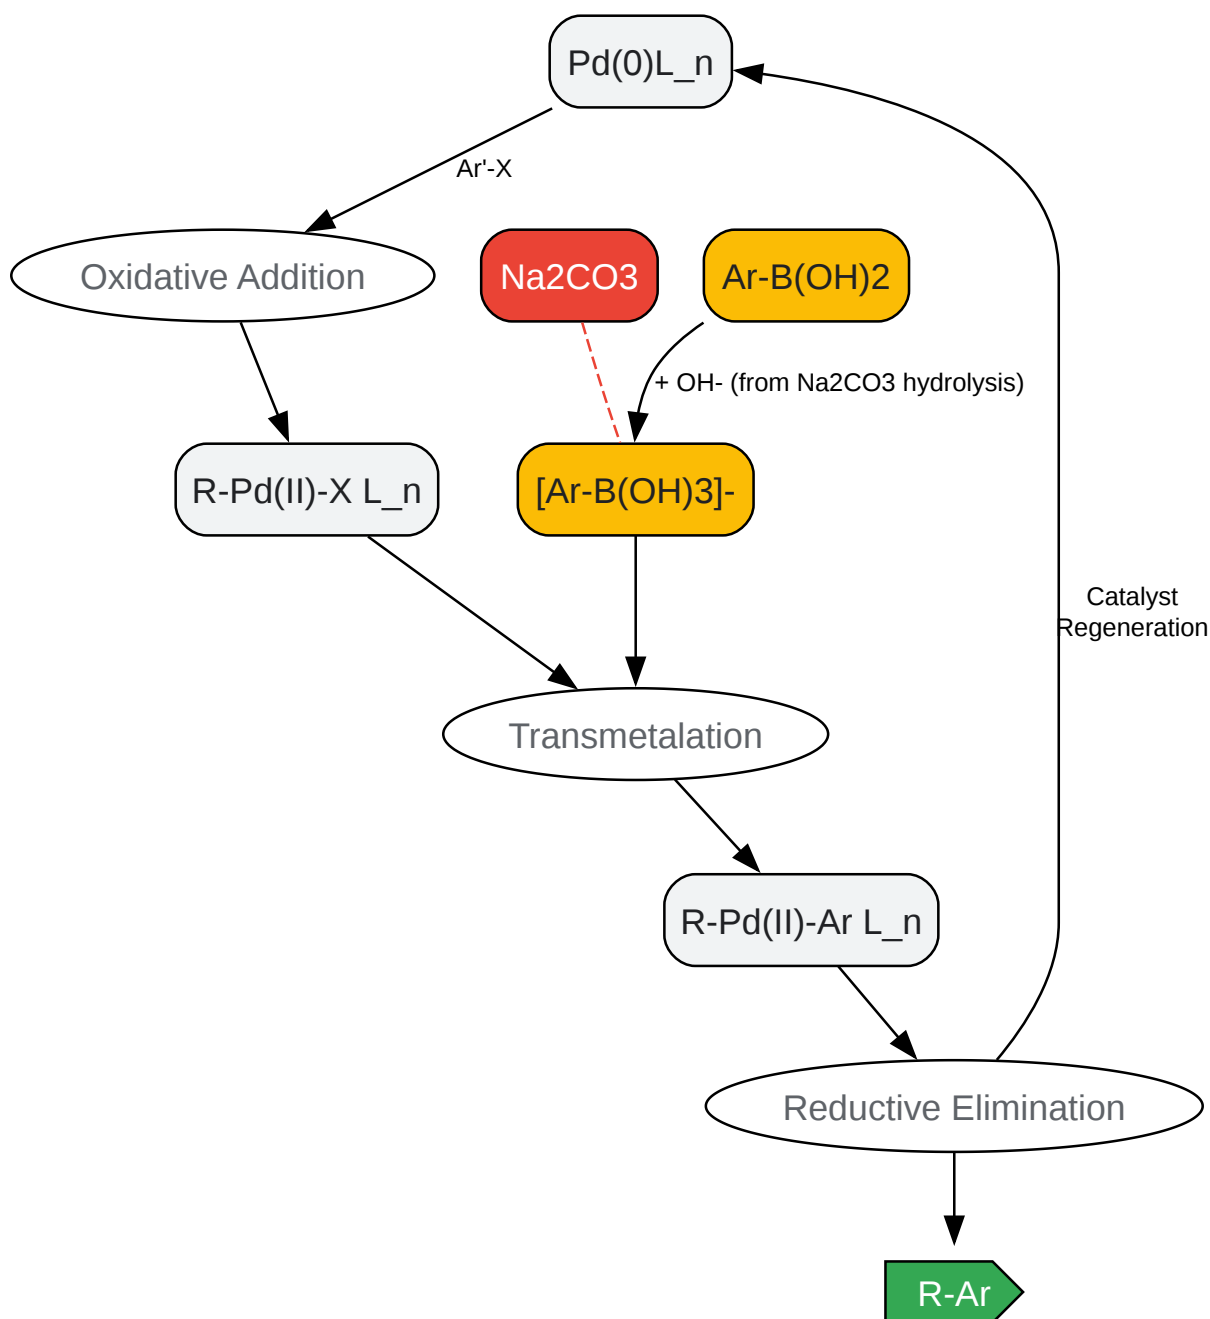 Pd(0)L_n
Ar'-X
Oxidative Addition
Na2CO3
Ar-B(OH)2
+ OH- (from Na2CO3 hydrolysis)
R-Pd(II)-X L_n
[Ar-B(OH)3]-
Catalyst
Regeneration
Transmetalation
R-Pd(II)-Ar L_n
Reductive Elimination
R-Ar